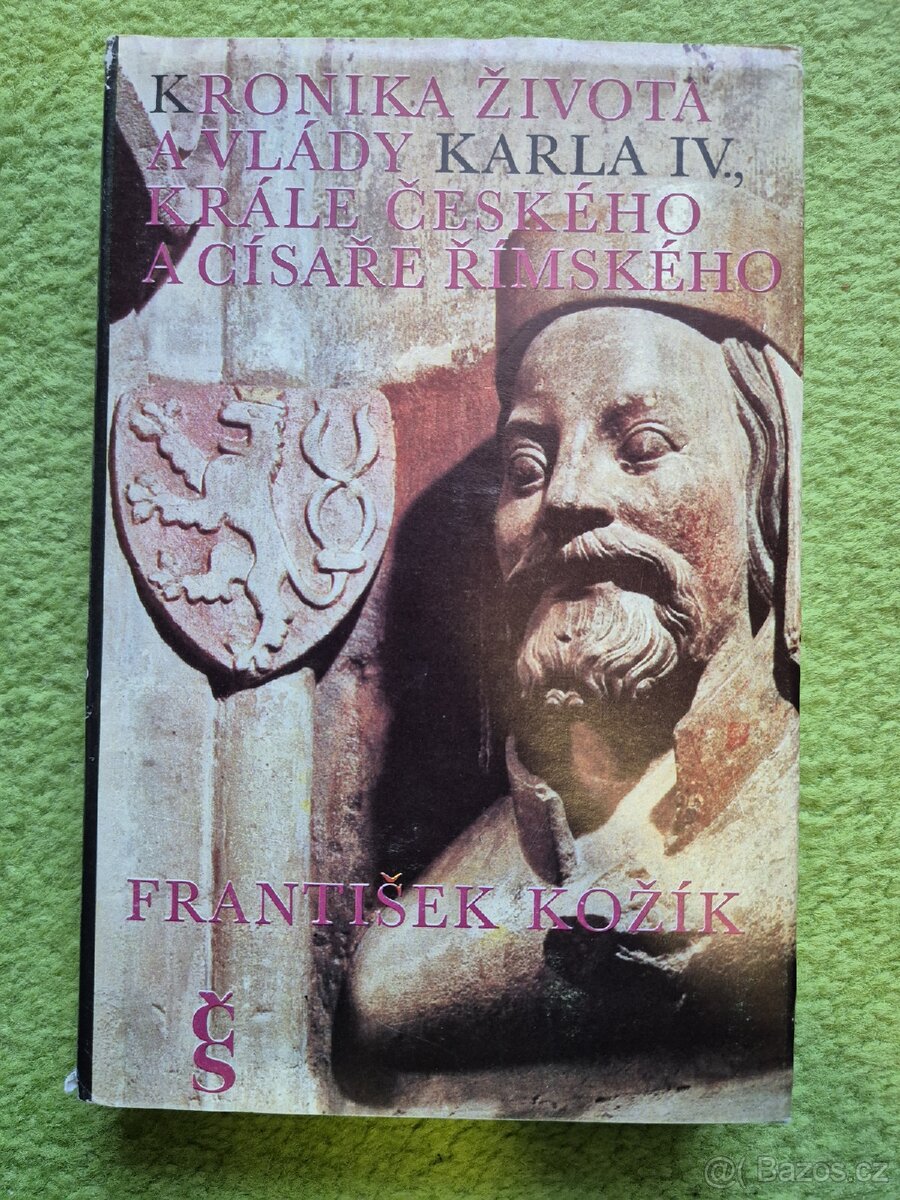 KRONIKA ŽIVOTA
A VLÁDY KARLA IV.,
KRÁLE ČESKÉHO
A CÍSAŘE ŘÍMSKÉHO
FRANTIŠEK KOŽÍK
ČS
@ Bazos.cz